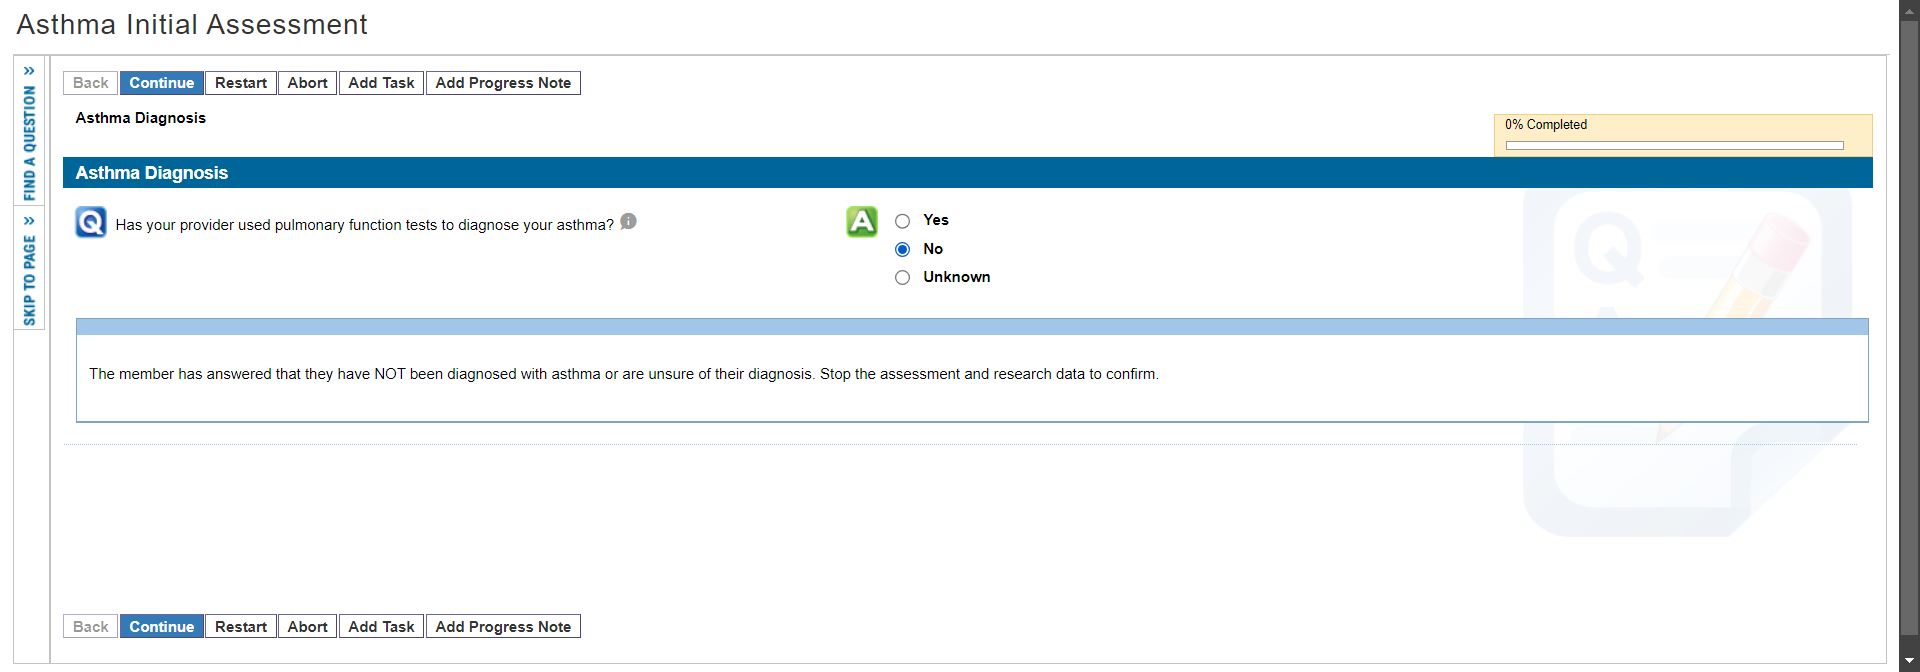 Asthma Initial Assessment
» FIND A QUESTION
» SKIP TO PAGE
Back Continue Restart Abort Add Task Add Progress Note
Asthma Diagnosis
0% Completed
Asthma Diagnosis
Q Has your provider used pulmonary function tests to diagnose your asthma? i
A Yes
No
Unknown
Q
A
The member has answered that they have NOT been diagnosed with asthma or are unsure of their diagnosis. Stop the assessment and research data to confirm.
Back Continue Restart Abort Add Task Add Progress Note